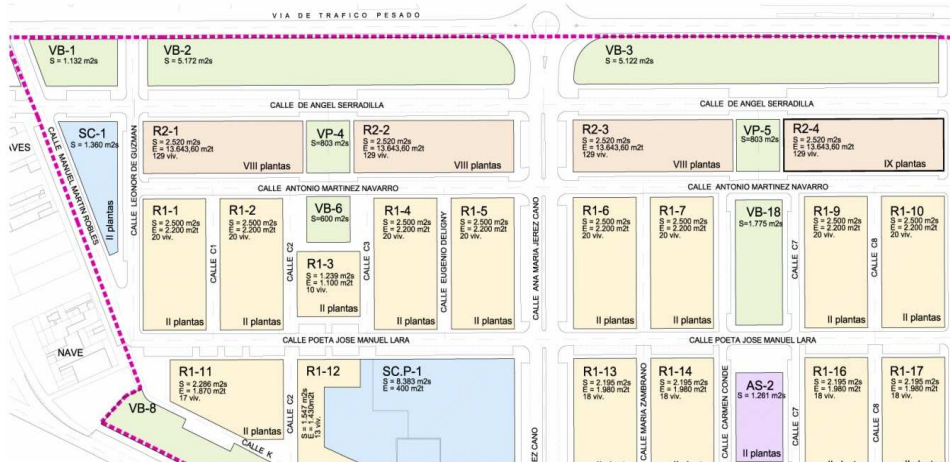 VIA DE TRAFICO PESADO
VB-1
S = 1.132 m2s
VB-2
S = 5.172 m2s
VB-3
S = 5.122 m2s
CALLE DE ANGEL SERRADILLA
CALLE DE ANGEL SERRADILLA
AVES
CALLE MANUEL MARTIN ROBLES
SC-1
S = 1.360 m2s
II plantas
CALLE LEONOR DE GUZMAN
R2-1
S = 2.520 m2s
E = 13.643,60 m2t
129 viv.
VIII plantas
VP-4
S=803 m2s
R2-2
S = 2.520 m2s
E = 13.643,60 m2t
129 viv.
VIII plantas
R2-3
S = 2.520 m2s
E = 13.643,60 m2t
129 viv.
VIII plantas
VP-5
S=803 m2s
R2-4
S = 2.520 m2s
E = 13.643,60 m2t
129 viv.
IX plantas
CALLE ANTONIO MARTINEZ NAVARRO
CALLE ANTONIO MARTINEZ NAVARRO
R1-1
S = 2.500 m2s
E = 2.200 m2t
20 viv.
II plantas
CALLE C1
R1-2
S = 2.500 m2s
E = 2.200 m2t
20 viv.
II plantas
CALLE C2
VB-6
S=600 m2s
R1-3
S = 1.239 m2s
E = 1.100 m2t
10 viv.
II plantas
CALLE C3
R1-4
S = 2.500 m2s
E = 2.200 m2t
20 viv.
II plantas
CALLE EUGENIO DELIGNY
R1-5
S = 2.500 m2s
E = 2.200 m2t
20 viv.
II plantas
CALLE ANA MARIA JEREZ CANO
R1-6
S = 2.500 m2s
E = 2.200 m2t
20 viv.
II plantas
R1-7
S = 2.500 m2s
E = 2.200 m2t
20 viv.
II plantas
VB-18
S=1.775 m2s
CALLE C7
R1-9
S = 2.500 m2s
E = 2.200 m2t
20 viv.
II plantas
CALLE C8
R1-10
S = 2.500 m2s
E = 2.200 m2t
20 viv.
II plantas
CALLE POETA JOSE MANUEL LARA
CALLE POETA JOSE MANUEL LARA
NAVE
VB-8
R1-11
S = 2.286 m2s
E = 1.870 m2t
17 viv.
II plantas
CALLE K
CALLE C2
R1-12
S = 1.547 m2s
E = 1.430m2t
13 viv.
SC.P-1
S = 8.383 m2s
E = 400 m2t
EZ CANO
R1-13
S = 2.195 m2s
E = 1.980 m2t
18 viv.
II plantas
CALLE MARIA ZAMBRANO
R1-14
S = 2.195 m2s
E = 1.980 m2t
18 viv.
II plantas
CALLE CARMEN CONDE
AS-2
S = 1.261 m2s
II plantas
CALLE C7
R1-16
S = 2.195 m2s
E = 1.980 m2t
18 viv.
II plantas
CALLE C8
R1-17
S = 2.195 m2s
E = 1.980 m2t
18 viv.
II plantas